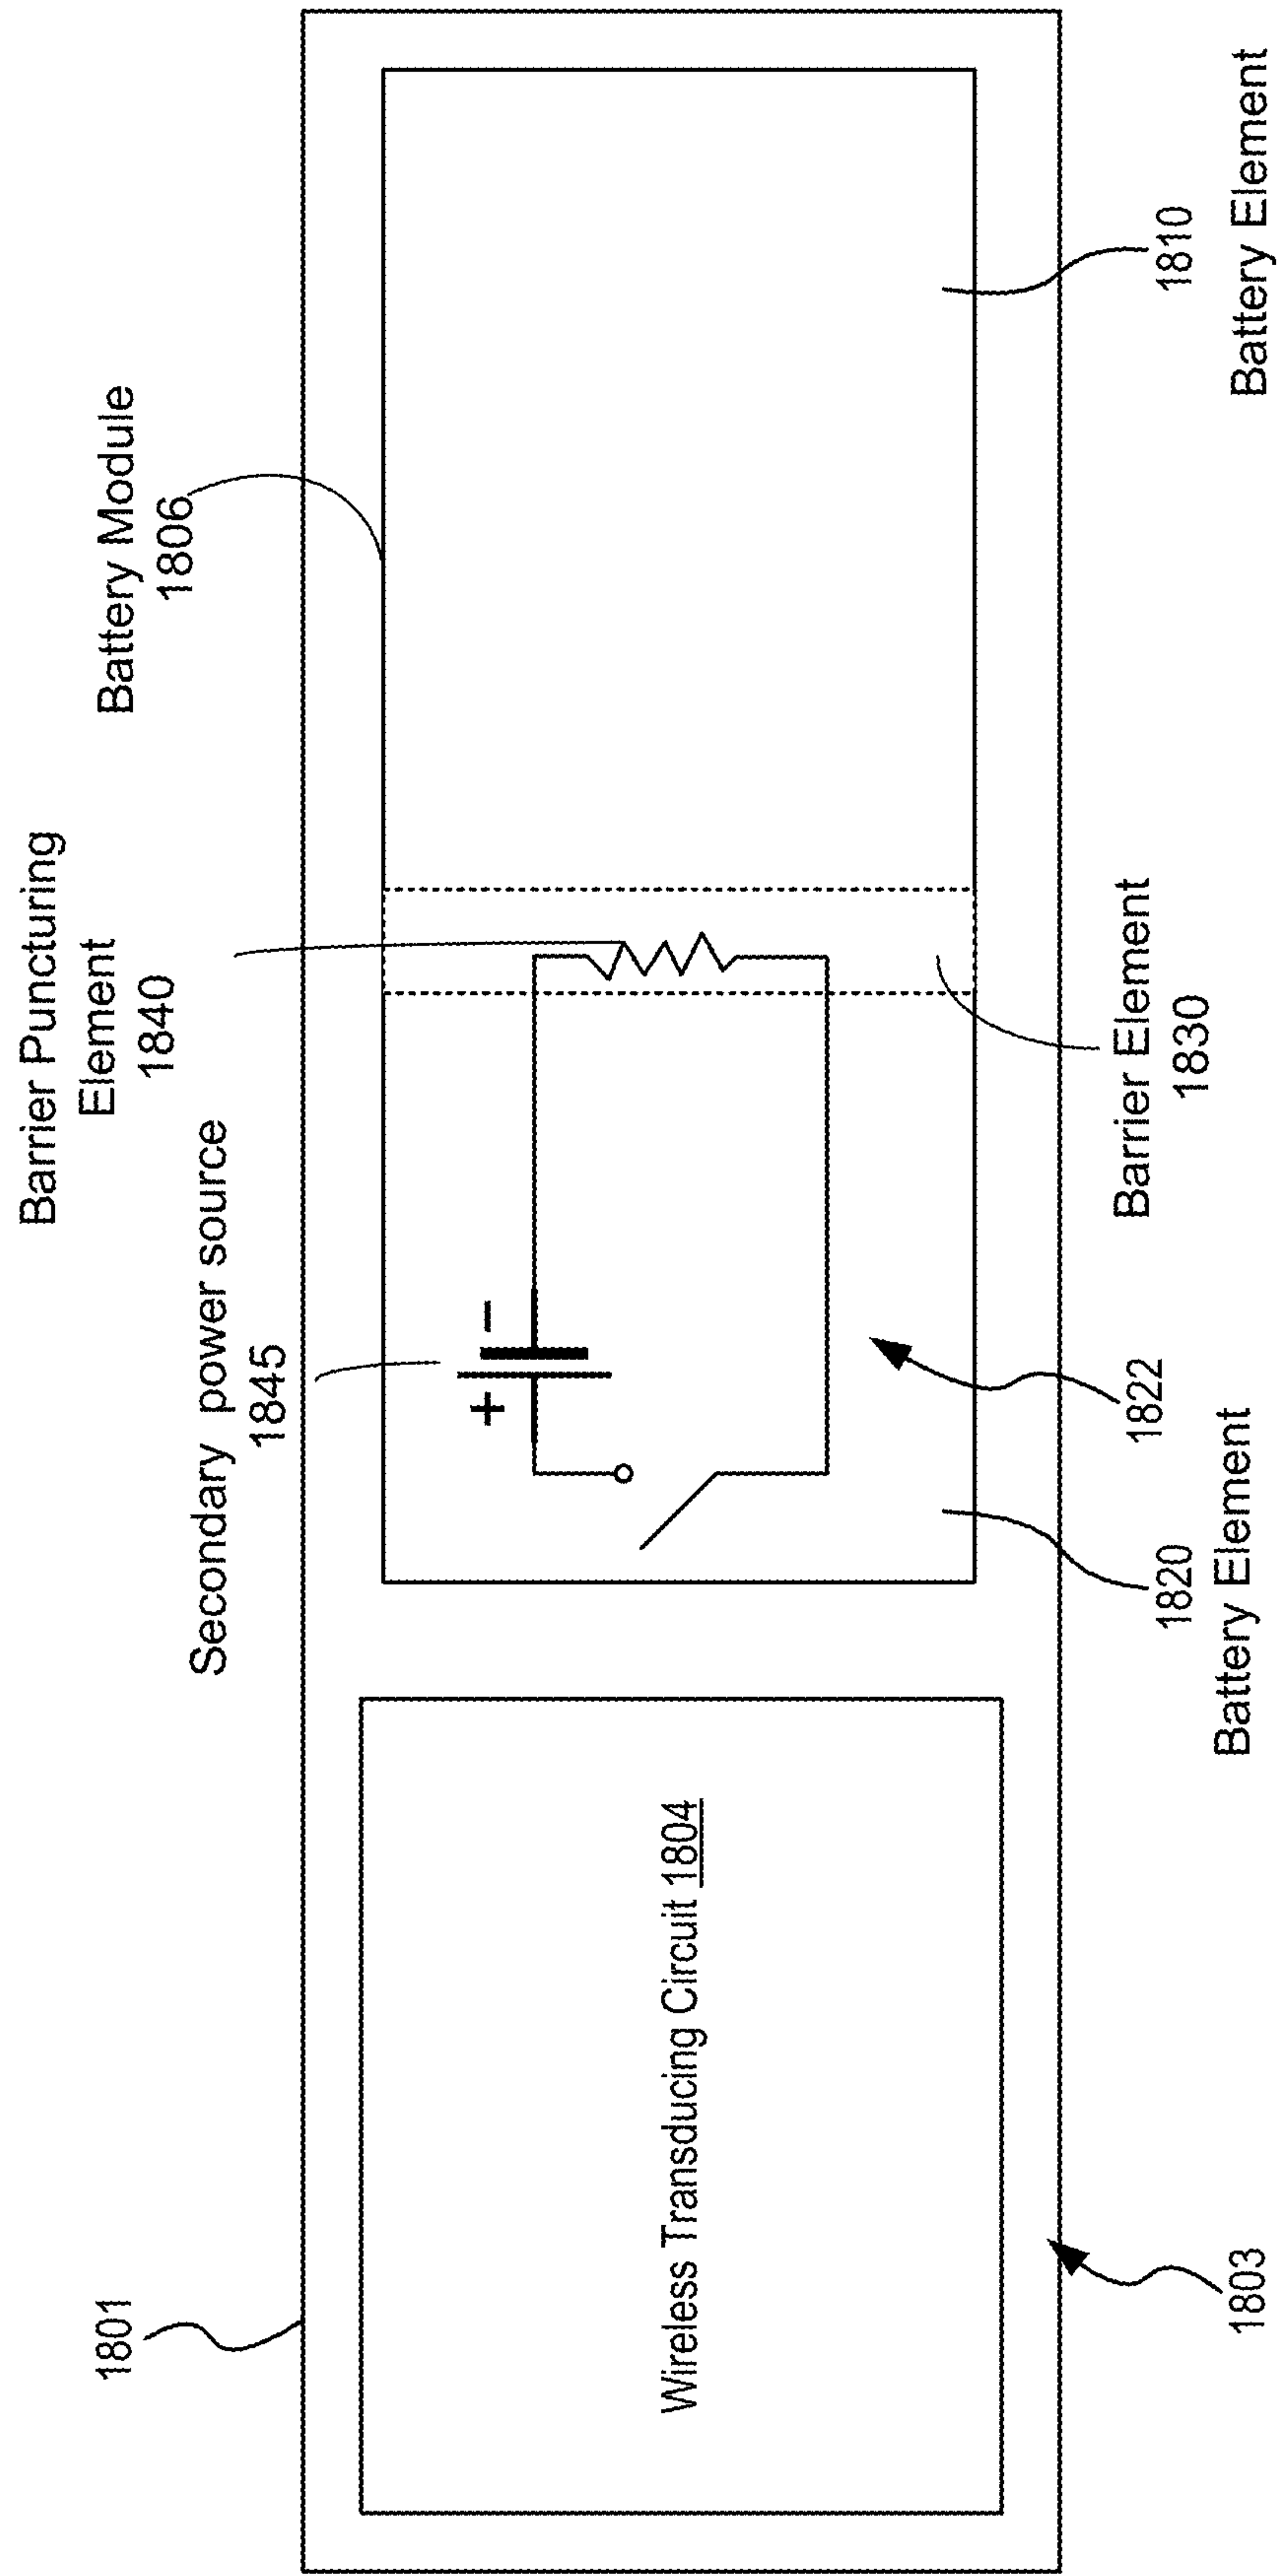 Barrier Puncturing
Element
1840
Battery Module
1806
Secondary power source
1845
1801
+
−
Wireless Transducing Circuit 1804
1803
1820
Battery Element
1822
Barrier Element
1830
1810
Battery Element